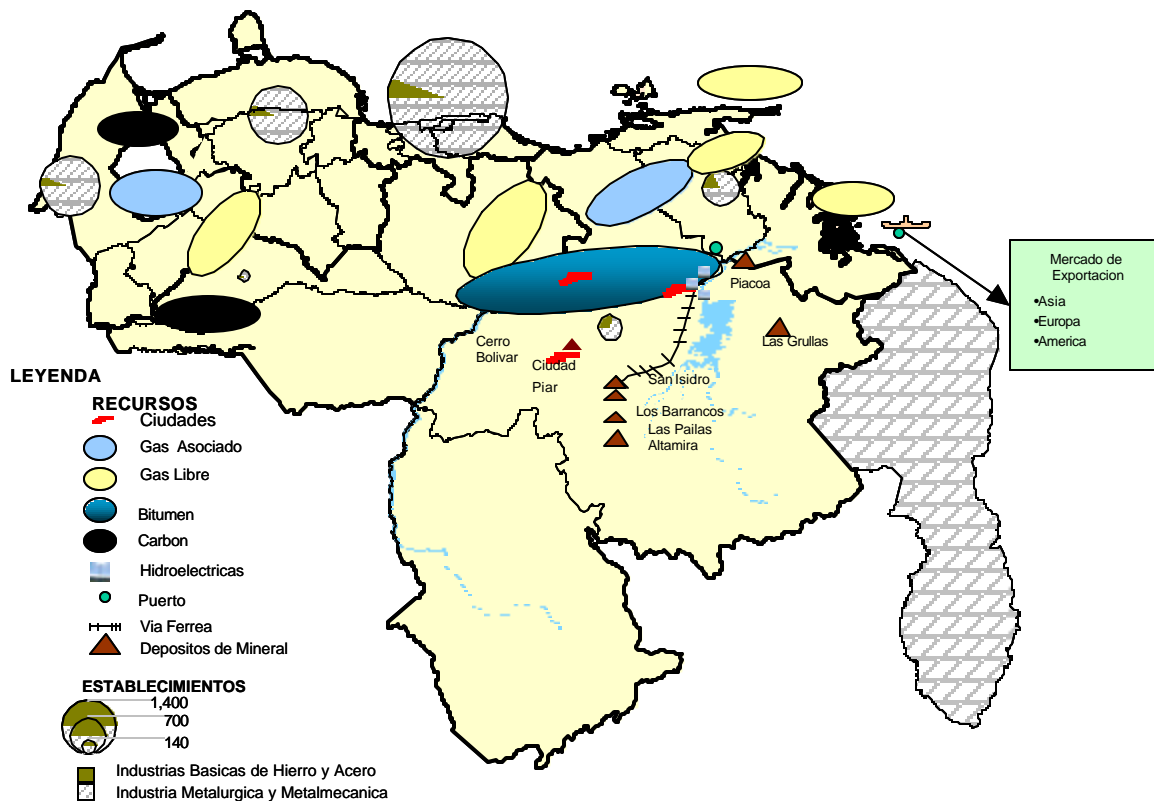 Mercado de
Exportacion
•Asia
•Europa
•America
Piacoa
Las Grullas
Cerro
Bolivar
Ciudad
Piar
San Isidro
Los Barrancos
Las Pailas
Altamira
LEYENDA
RECURSOS
Ciudades
Gas Asociado
Gas Libre
Bitumen
Carbon
Hidroelectricas
Puerto
Via Ferrea
Depositos de Mineral
ESTABLECIMIENTOS
1,400
700
140
Industrias Basicas de Hierro y Acero
Industria Metalurgica y Metalmecanica